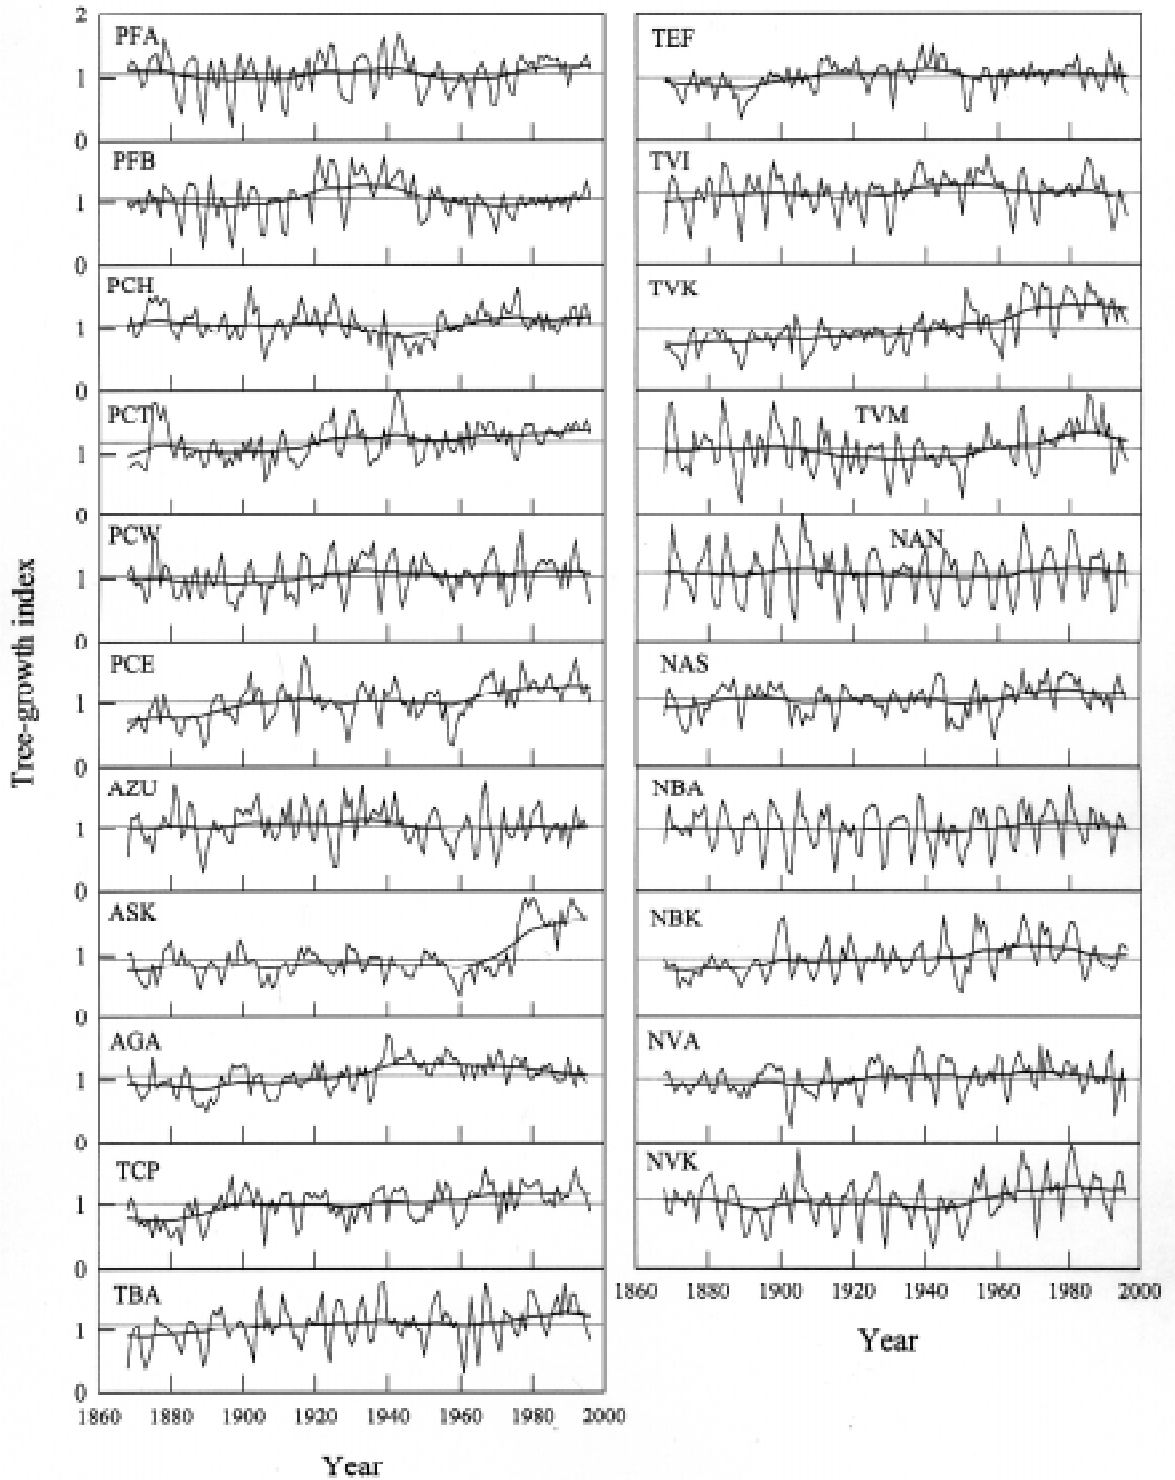 2
PFA
1
0
PFB
1
0
PCH
1
0
PCT
1
0
PCW
1
0
PCE
1
0
AZU
1
0
ASK
1
0
AGA
1
0
TCP
1
0
TBA
1
0
1860 1880 1900 1920 1940 1960 1980 2000
Year
Tree-growth index
TEF
TVI
TVK
TVM
NAN
NAS
NBA
NBK
NVA
NVK
1860 1880 1900 1920 1940 1960 1980 2000
Year